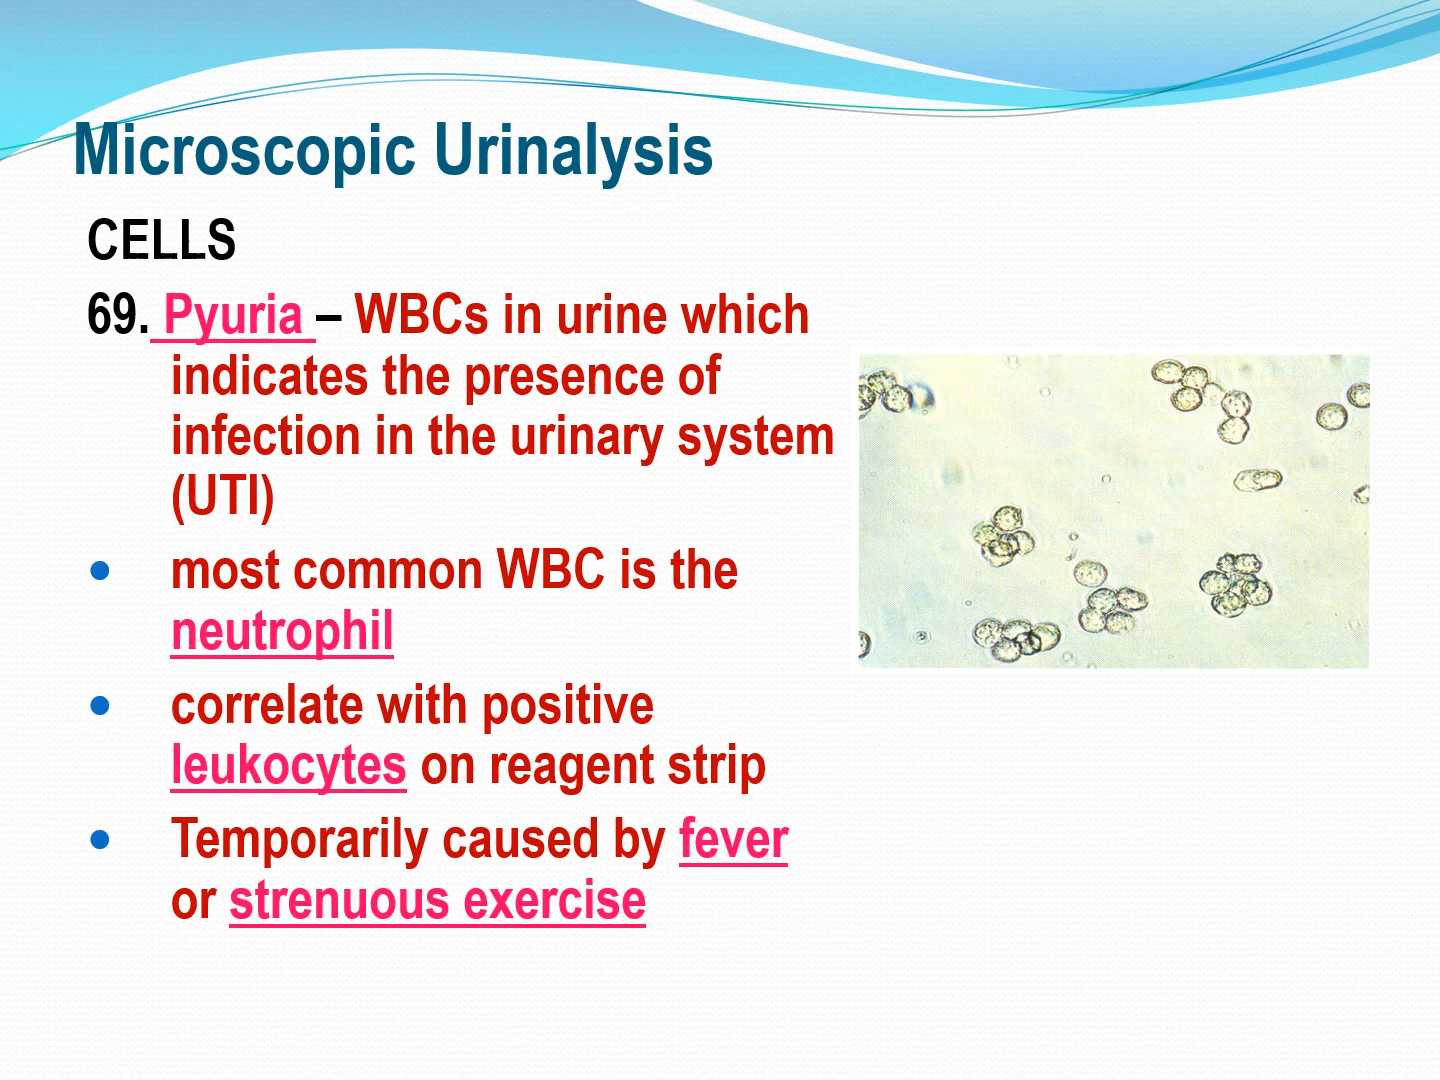 Microscopic Urinalysis
CELLS
69. Pyuria – WBCs in urine which
indicates the presence of
infection in the urinary system
(UTI)
• most common WBC is the
neutrophil
• correlate with positive
leukocytes on reagent strip
• Temporarily caused by fever
or strenuous exercise